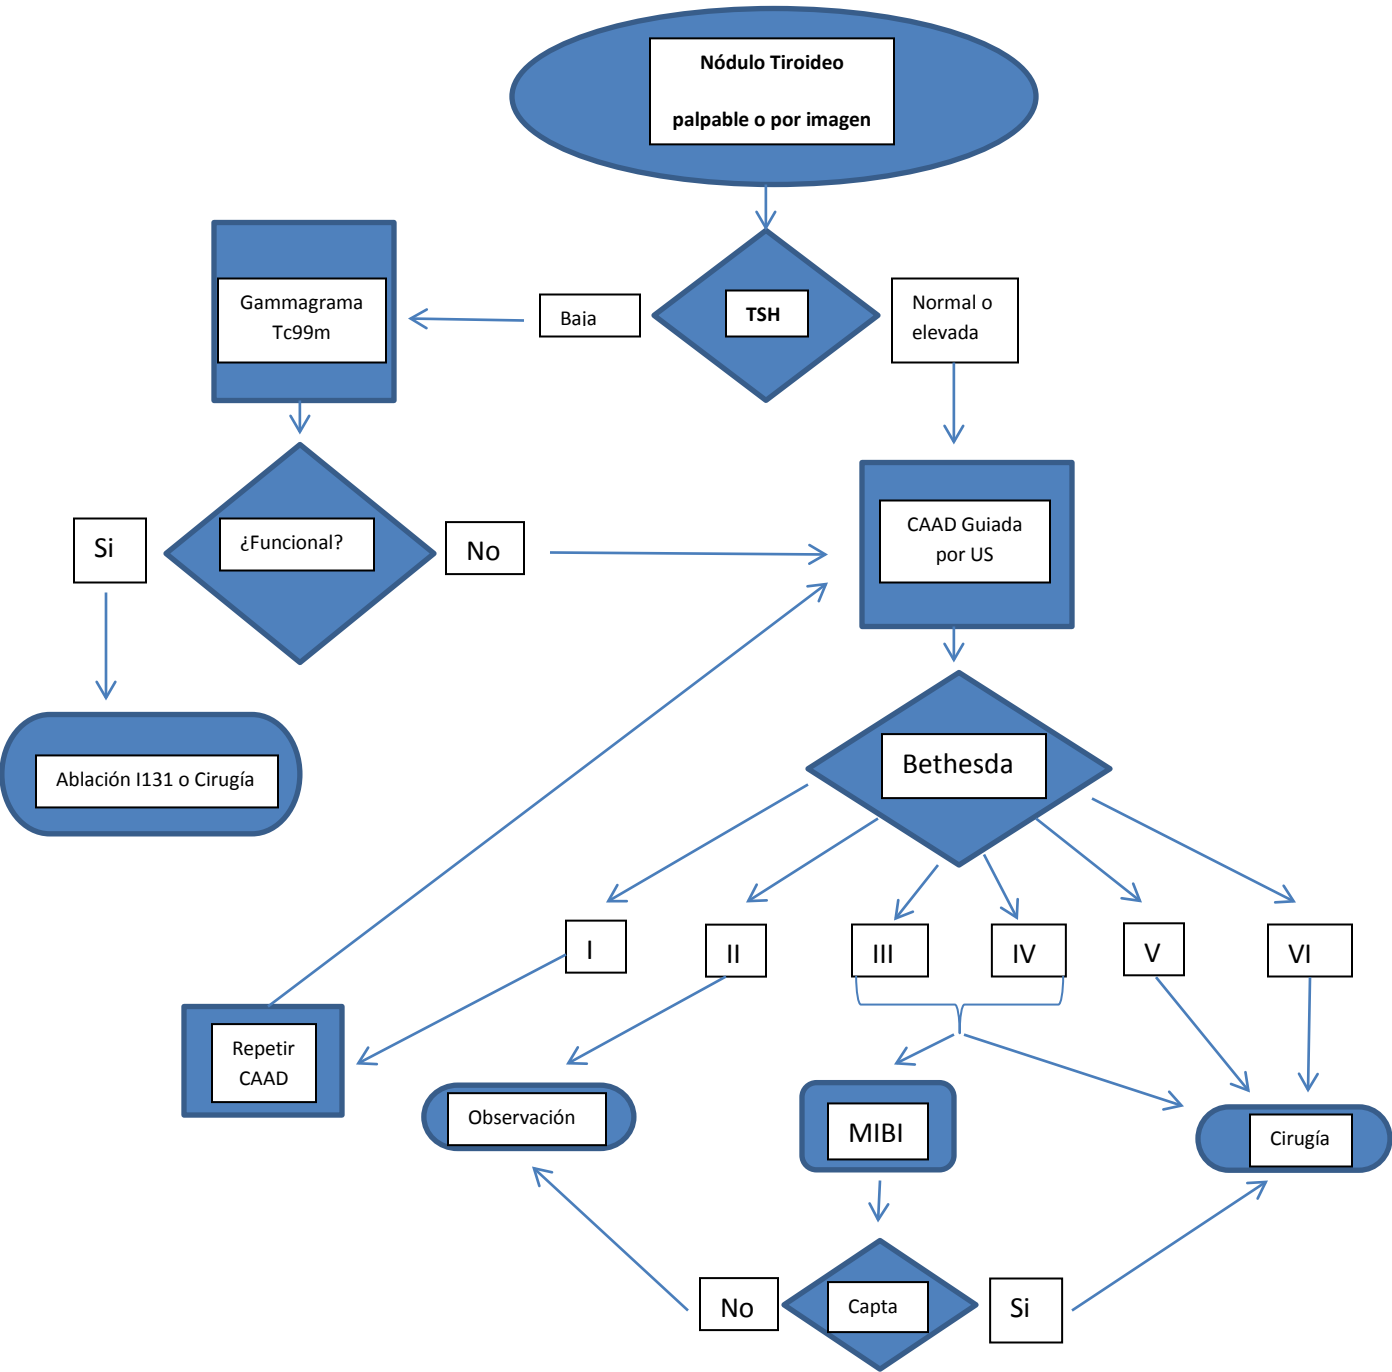 Nódulo Tiroideo
palpable o por imagen
Gammagrama
Tc99m
Baja
TSH
Normal o
elevada
Si
¿Funcional?
No
CAAD Guiada
por US
Ablación I131 o Cirugía
Bethesda
I
II
III
IV
V
VI
Repetir
CAAD
Observación
MIBI
Cirugía
No
Capta
Si